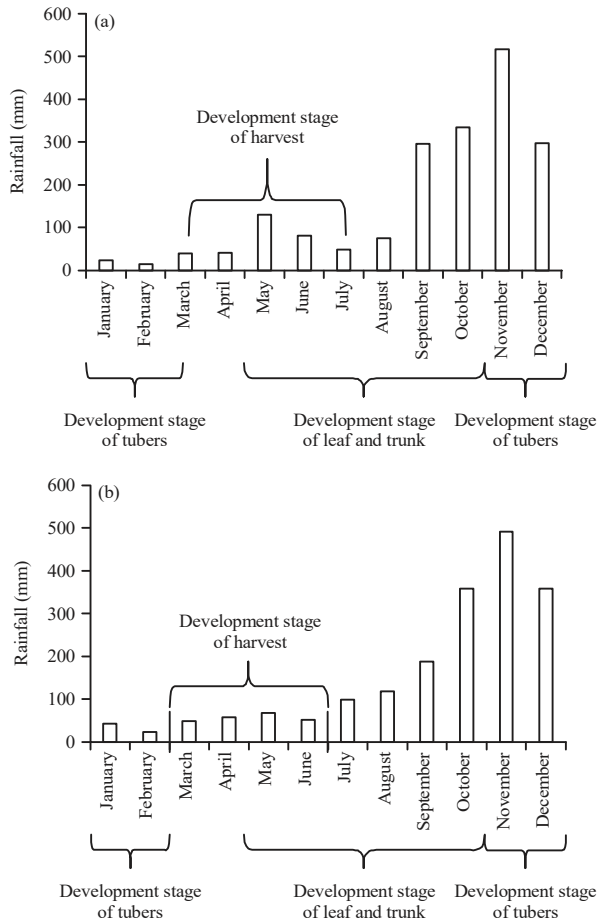 (a)
Rainfall (mm)
600
500
400
300
200
100
0
Development stage
of harvest
January
February
March
April
May
June
July
August
September
October
November
December
Development stage
of tubers
Development stage
of leaf and trunk
Development stage
of tubers
(b)
Rainfall (mm)
600
500
400
300
200
100
0
Development stage
of harvest
January
February
March
April
May
June
July
August
September
October
November
December
Development stage
of tubers
Development stage
of leaf and trunk
Development stage
of tubers